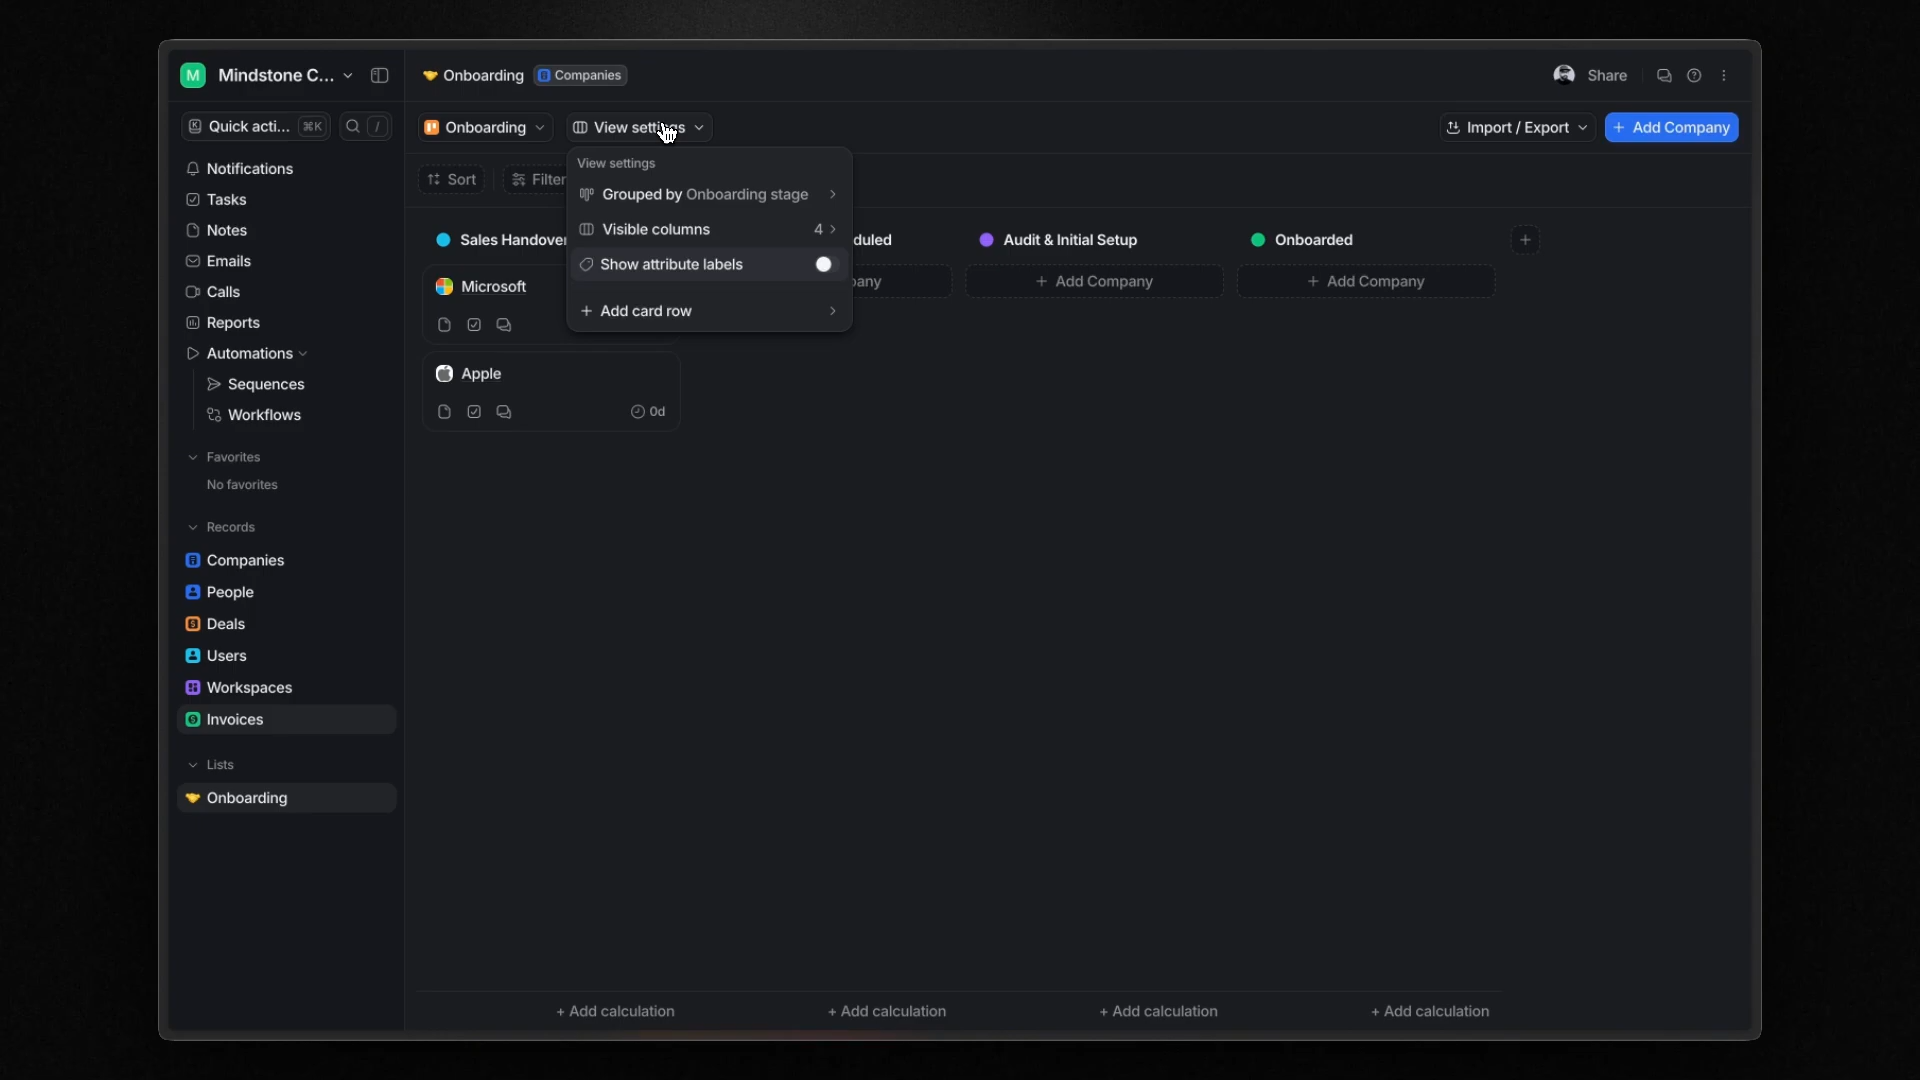 M Mindstone C...
Onboarding Companies
Share
Quick acti... ⌘K /
Onboarding View settings
Import / Export + Add Company
Notifications
Tasks
Notes
Emails
Calls
Reports
Automations
Sequences
Workflows
Favorites
No favorites
Records
Companies
People
Deals
Users
Workspaces
Invoices
Lists
Onboarding
Sort Filter
View settings
Grouped by Onboarding stage
Visible columns 4
Show attribute labels
+ Add card row
Sales Handover
Microsoft
Apple
0d
duled
any
Audit & Initial Setup
+ Add Company
Onboarded
+ Add Company
+
+ Add calculation + Add calculation + Add calculation + Add calculation